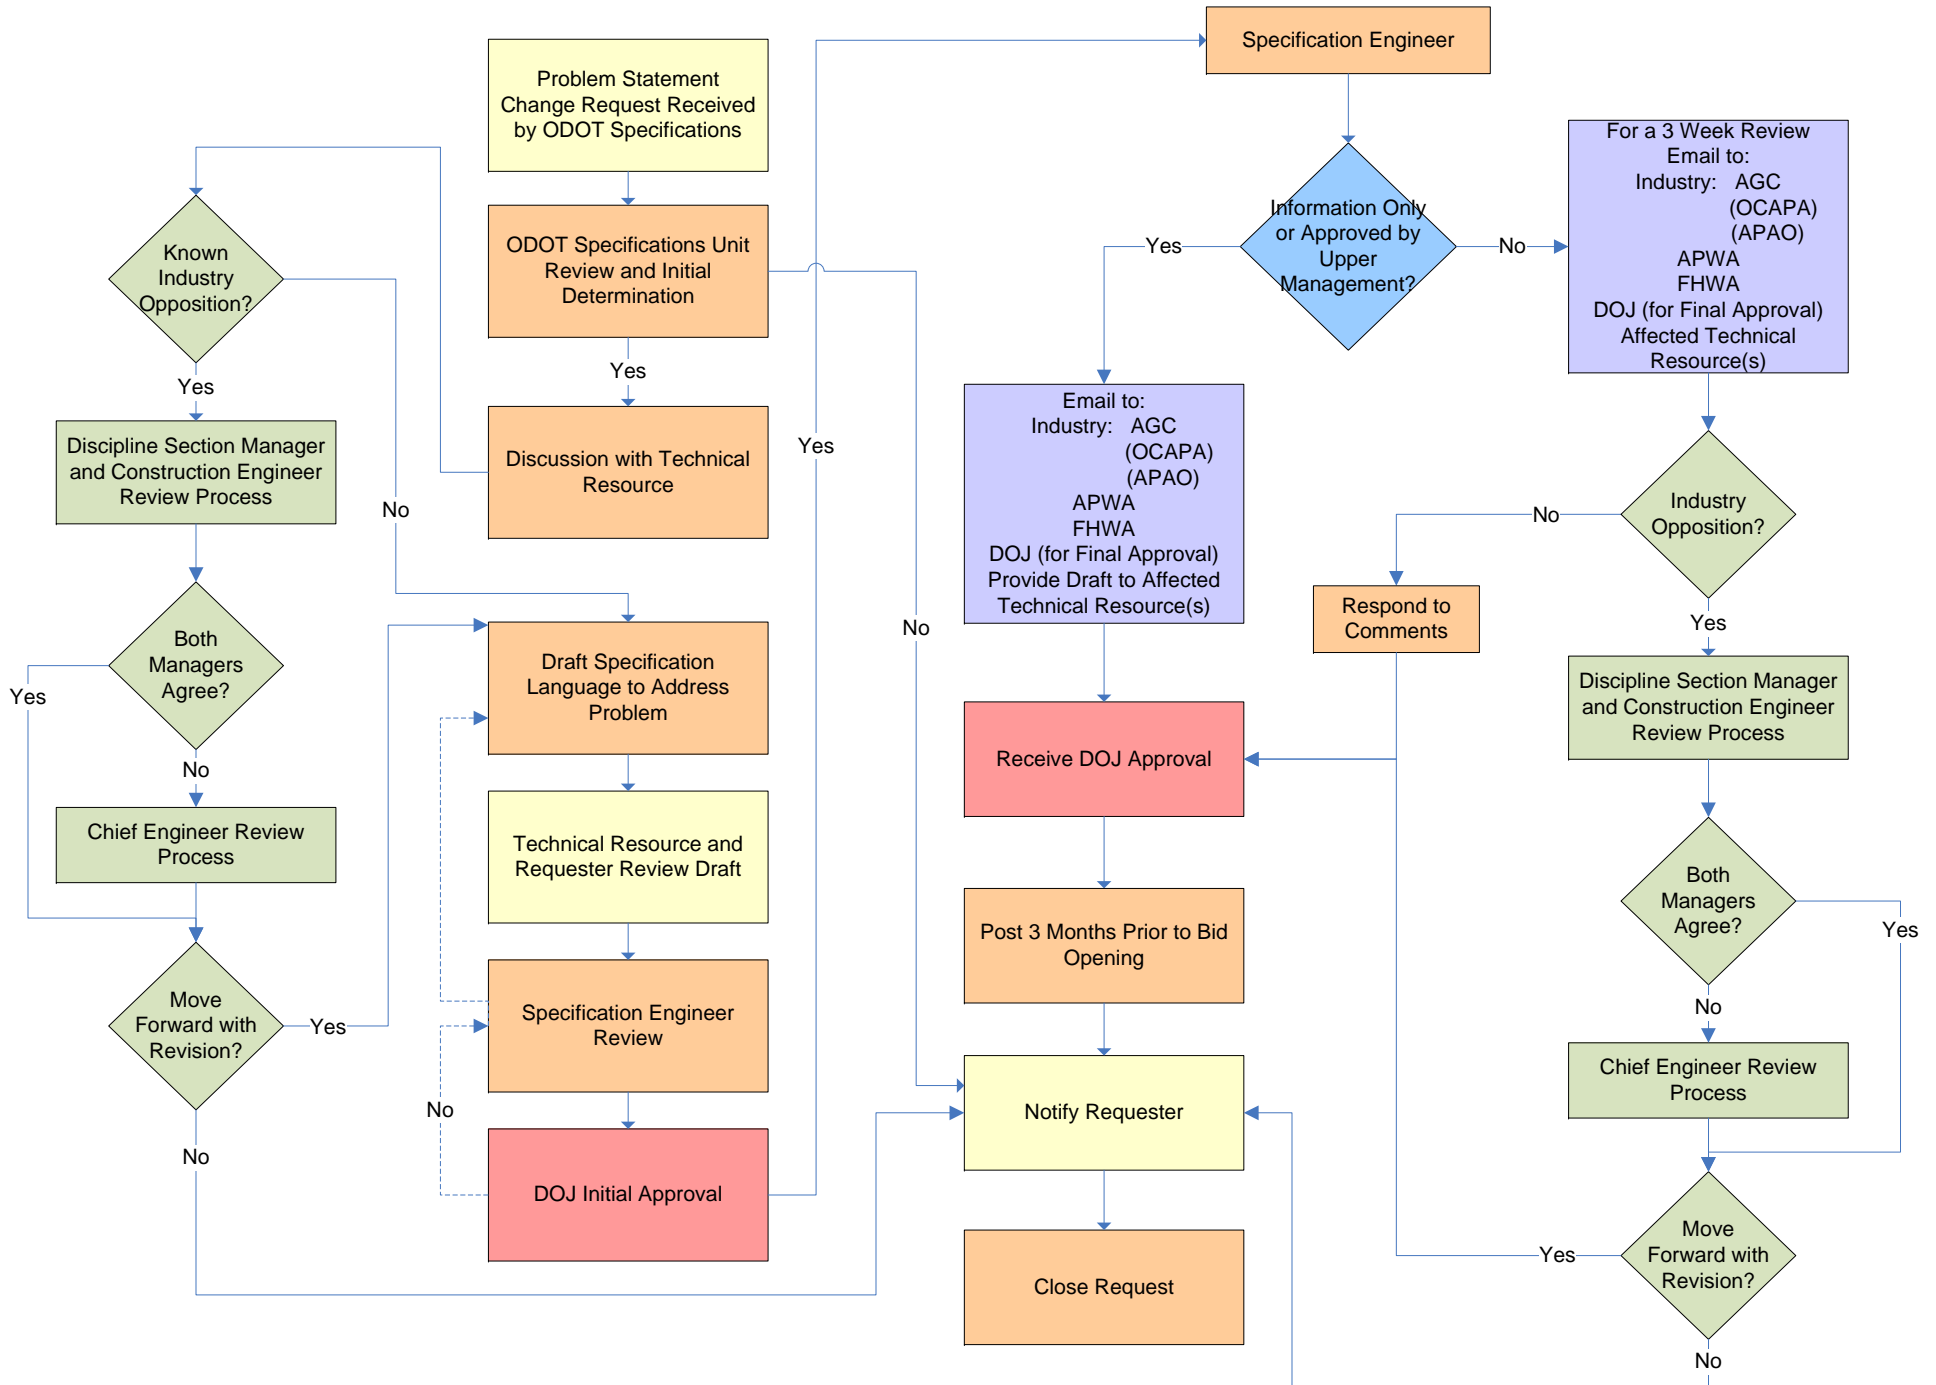 Specification Engineer
Problem Statement
Change Request Received
by ODOT Specifications
ODOT Specifications Unit
Review and Initial
Determination
Yes
Discussion with Technical
Resource
Known
Industry
Opposition?
Yes
No
Discipline Section Manager
and Construction Engineer
Review Process
Both
Managers
Agree?
Yes
No
Chief Engineer Review
Process
Move
Forward with
Revision?
Yes
No
Draft Specification
Language to Address
Problem
Technical Resource and
Requester Review Draft
Specification Engineer
Review
No
DOJ Initial Approval
Yes
No
Information Only
or Approved by
Upper
Management?
Yes
No
Email to:
Industry: AGC
(OCAPA)
(APAO)
APWA
FHWA
DOJ (for Final Approval)
Provide Draft to Affected
Technical Resource(s)
Receive DOJ Approval
Post 3 Months Prior to Bid
Opening
Notify Requester
Close Request
For a 3 Week Review
Email to:
Industry: AGC
(OCAPA)
(APAO)
APWA
FHWA
DOJ (for Final Approval)
Affected Technical
Resource(s)
Industry
Opposition?
No
Yes
Respond to
Comments
Discipline Section Manager
and Construction Engineer
Review Process
Both
Managers
Agree?
Yes
No
Chief Engineer Review
Process
Move
Forward with
Revision?
Yes
No